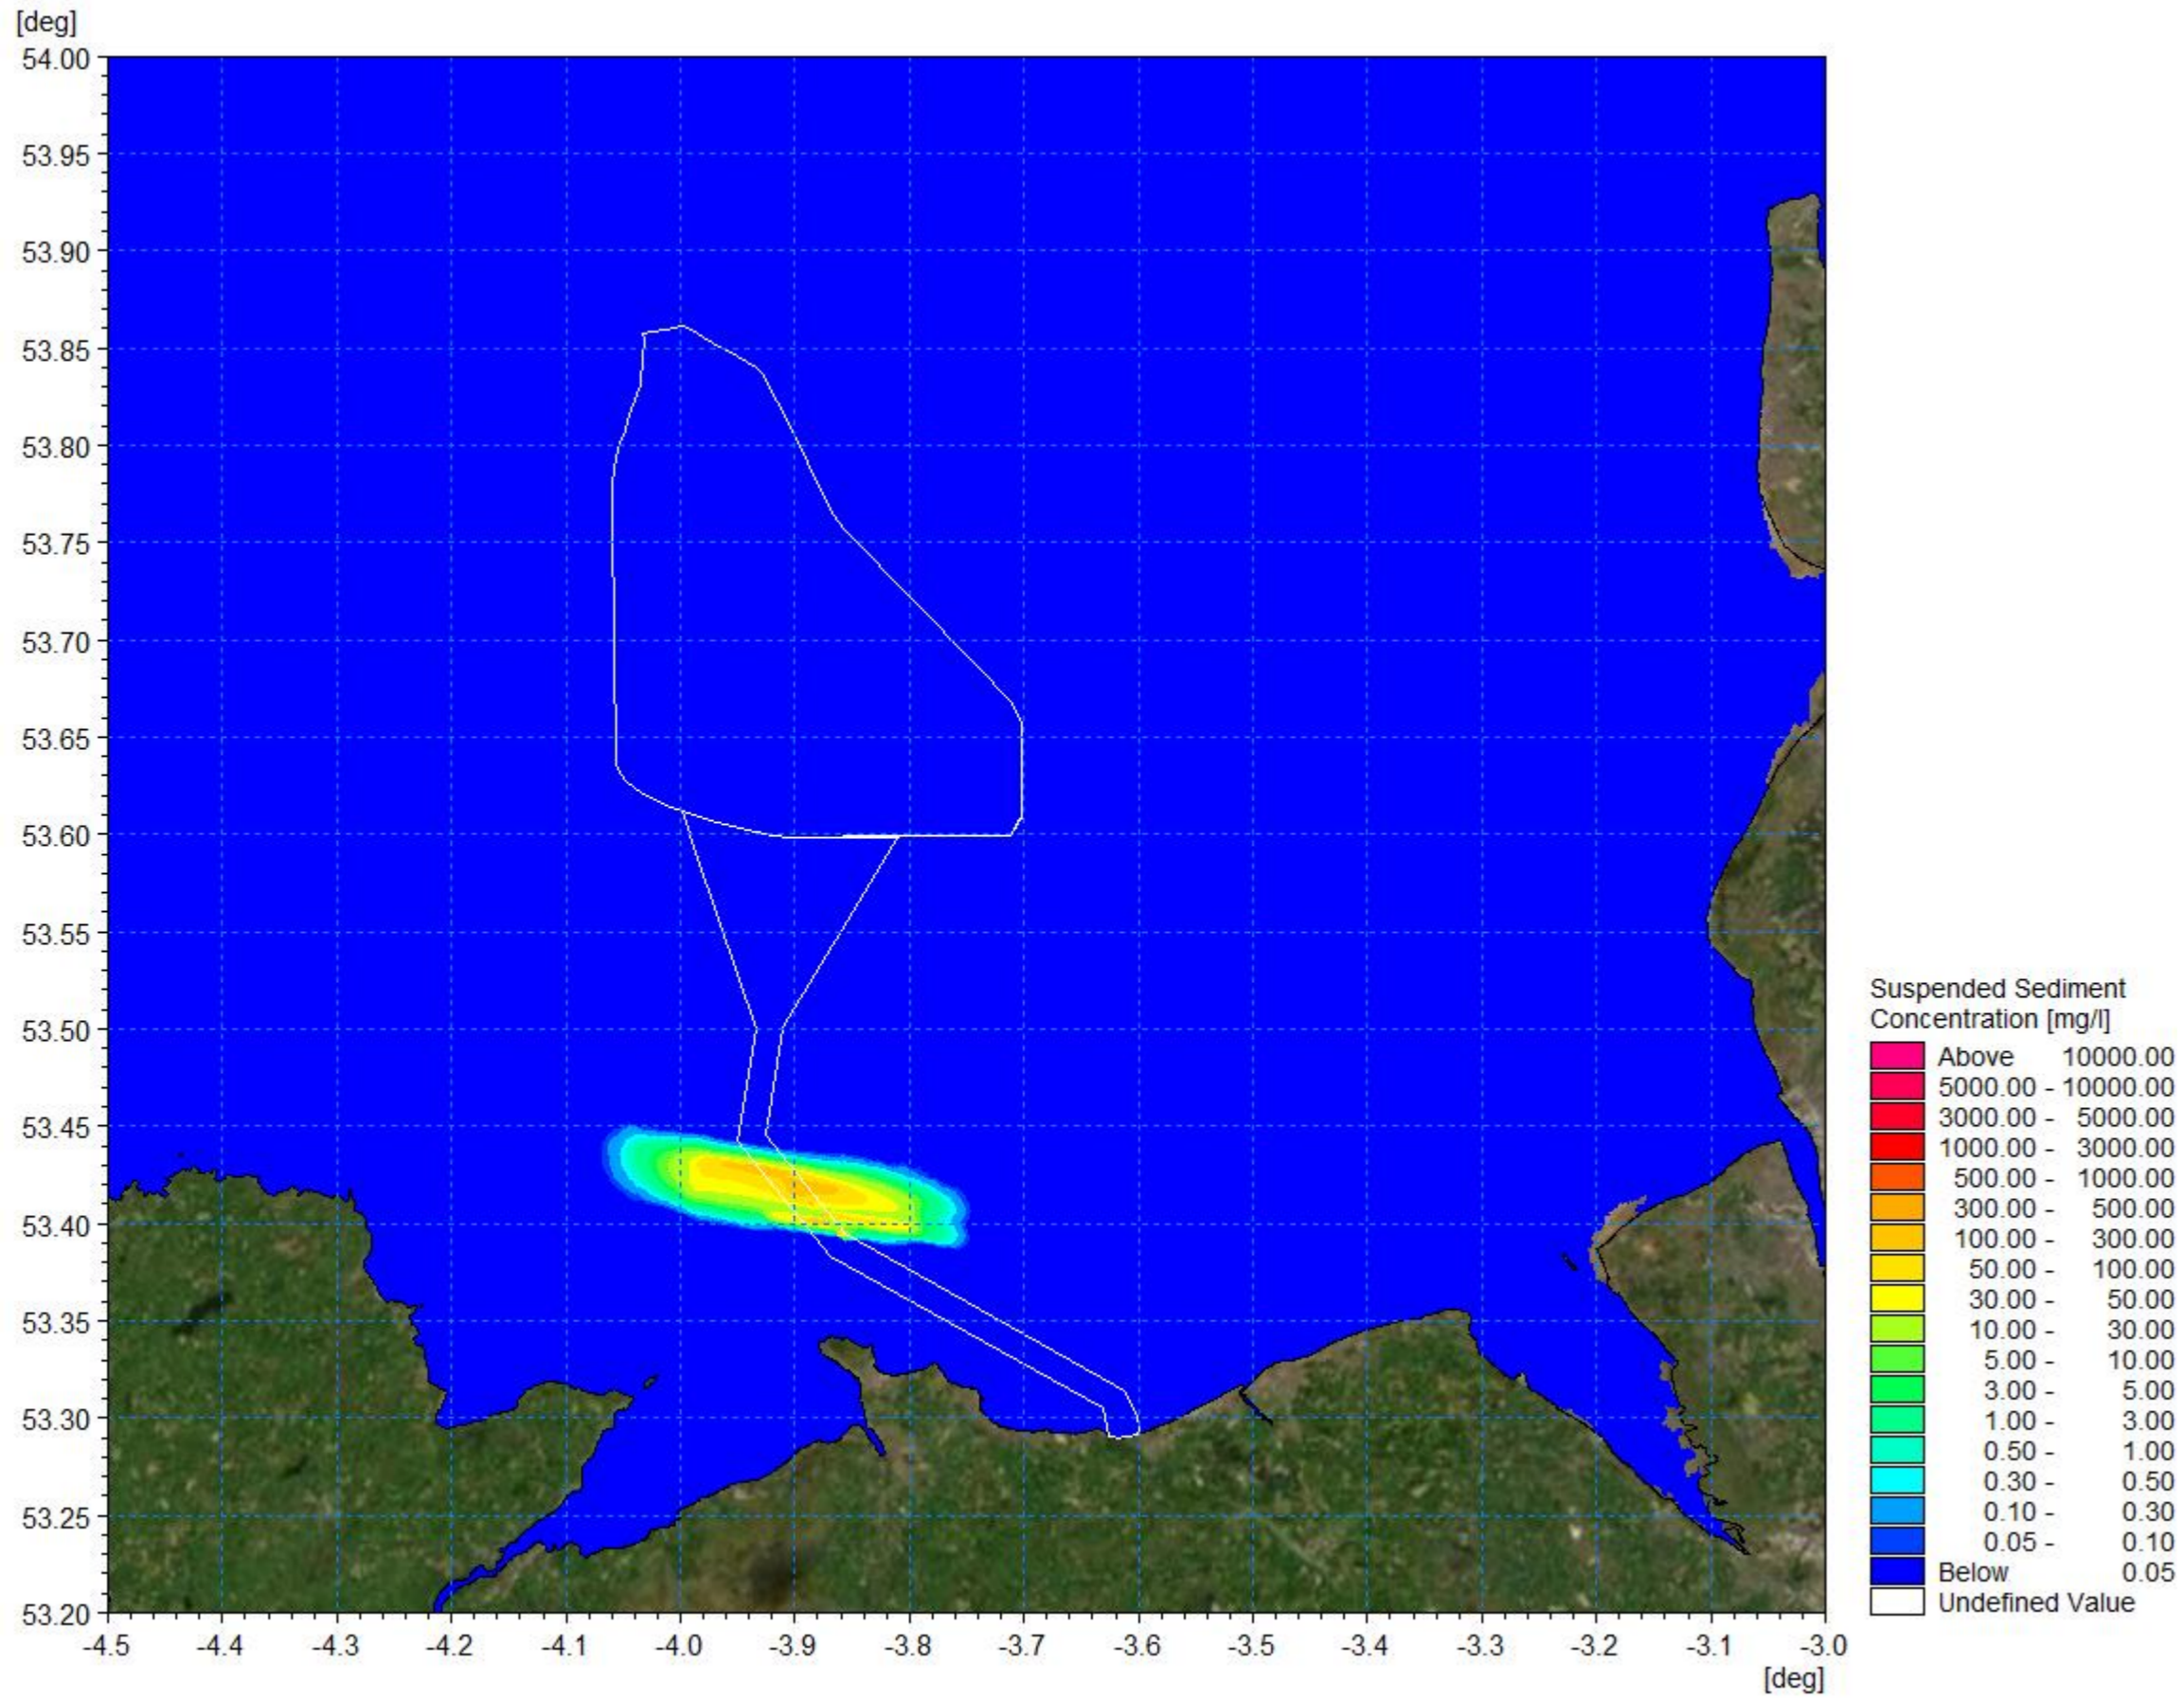 [deg]
54.00
53.95
53.90
53.85
53.80
53.75
53.70
53.65
53.60
53.55
53.50
53.45
53.40
53.35
53.30
53.25
53.20
-4.5 -4.4 -4.3 -4.2 -4.1 -4.0 -3.9 -3.8 -3.7 -3.6 -3.5 -3.4 -3.3 -3.2 -3.1 -3.0
[deg]
Suspended Sediment
Concentration [mg/l]
Above 10000.00
5000.00 - 10000.00
3000.00 - 5000.00
1000.00 - 3000.00
500.00 - 1000.00
300.00 - 500.00
100.00 - 300.00
50.00 - 100.00
30.00 - 50.00
10.00 - 30.00
5.00 - 10.00
3.00 - 5.00
1.00 - 3.00
0.50 - 1.00
0.30 - 0.50
0.10 - 0.30
0.05 - 0.10
Below 0.05
Undefined Value